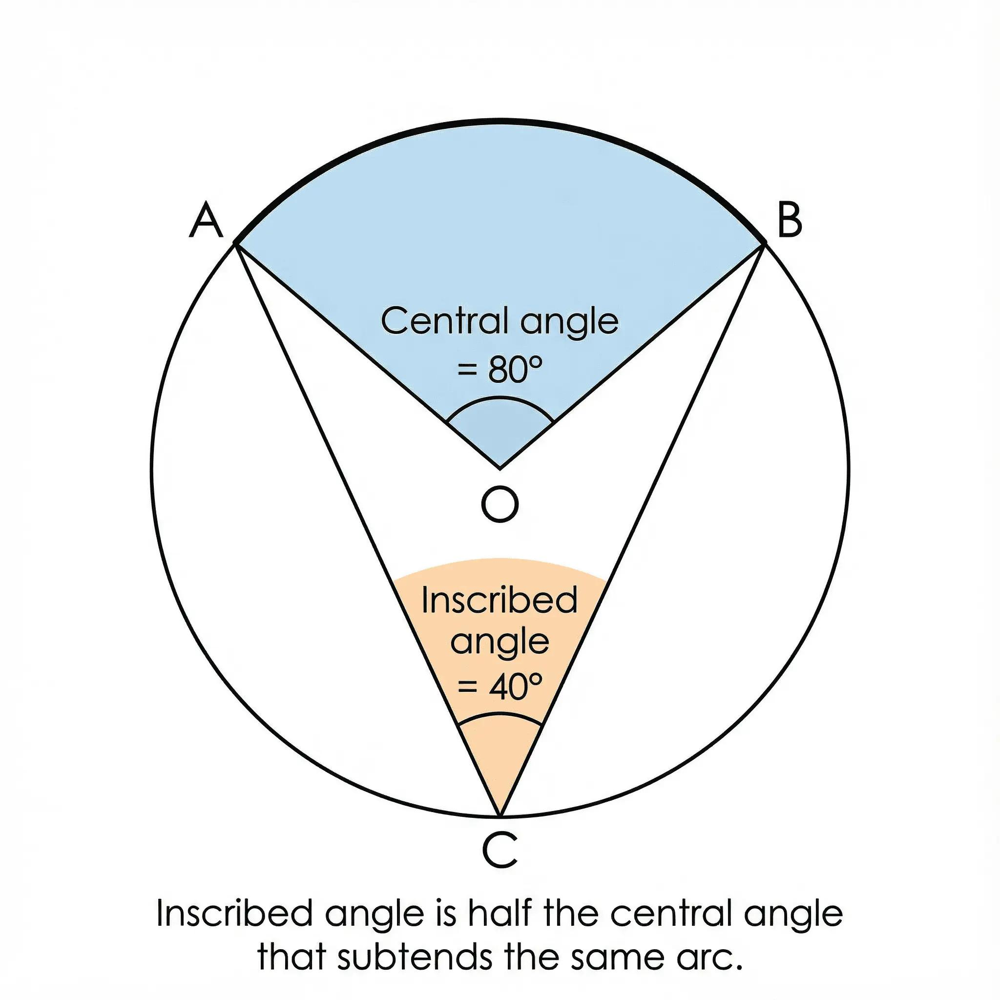 A
B
Central angle
= 80°
O
Inscribed
angle
= 40°
C
Inscribed angle is half the central angle
that subtends the same arc.